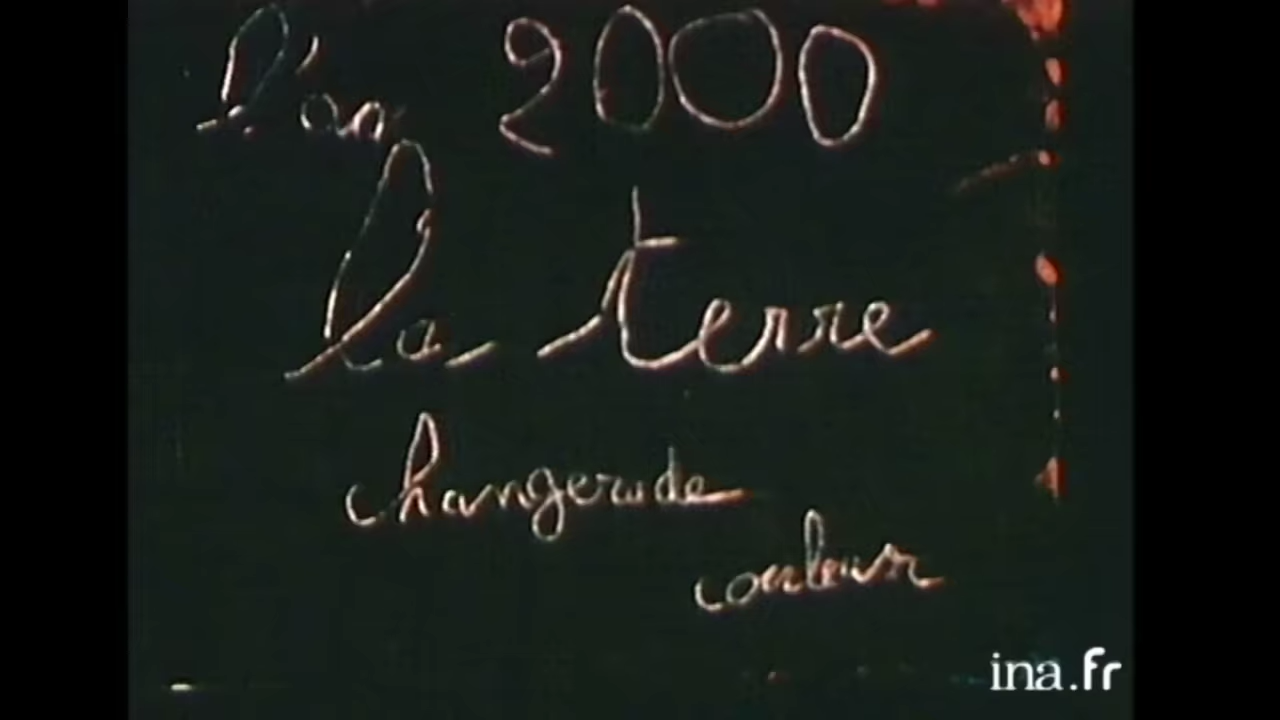 l'an 2000
la terre
changera de
couleur
ina.fr